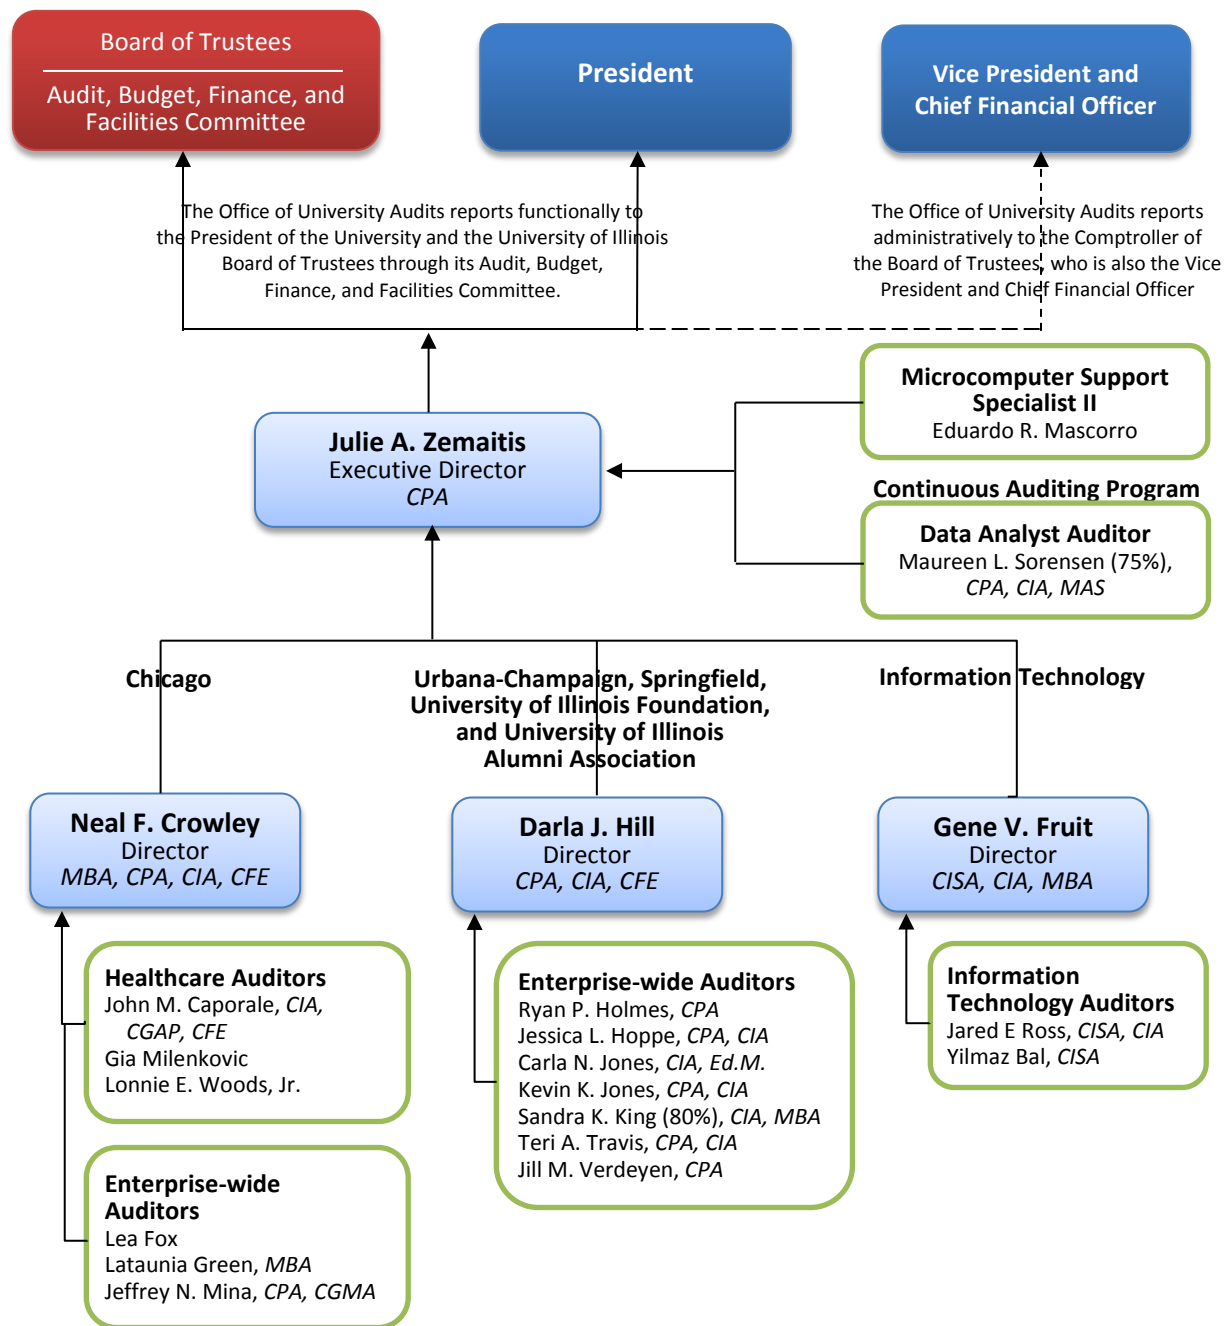 Board of Trustees
Audit, Budget, Finance, and
Facilities Committee
President
Vice President and
Chief Financial Officer
The Office of University Audits reports functionally to
the President of the University and the University of Illinois
Board of Trustees through its Audit, Budget,
Finance, and Facilities Committee.
The Office of University Audits reports
administratively to the Comptroller of
the Board of Trustees, who is also the Vice
President and Chief Financial Officer
Microcomputer Support
Specialist II
Eduardo R. Mascorro
Julie A. Zemaitis
Executive Director
CPA
Continuous Auditing Program
Data Analyst Auditor
Maureen L. Sorensen (75%),
CPA, CIA, MAS
Chicago
Urbana-Champaign, Springfield,
University of Illinois Foundation,
and University of Illinois
Alumni Association
Information Technology
Neal F. Crowley
Director
MBA, CPA, CIA, CFE
Darla J. Hill
Director
CPA, CIA, CFE
Gene V. Fruit
Director
CISA, CIA, MBA
Healthcare Auditors
John M. Caporale, CIA,
CGAP, CFE
Gia Milenkovic
Lonnie E. Woods, Jr.
Enterprise-wide
Auditors
Lea Fox
Lataunia Green, MBA
Jeffrey N. Mina, CPA, CGMA
Enterprise-wide Auditors
Ryan P. Holmes, CPA
Jessica L. Hoppe, CPA, CIA
Carla N. Jones, CIA, Ed.M.
Kevin K. Jones, CPA, CIA
Sandra K. King (80%), CIA, MBA
Teri A. Travis, CPA, CIA
Jill M. Verdeyen, CPA
Information
Technology Auditors
Jared E Ross, CISA, CIA
Yilmaz Bal, CISA